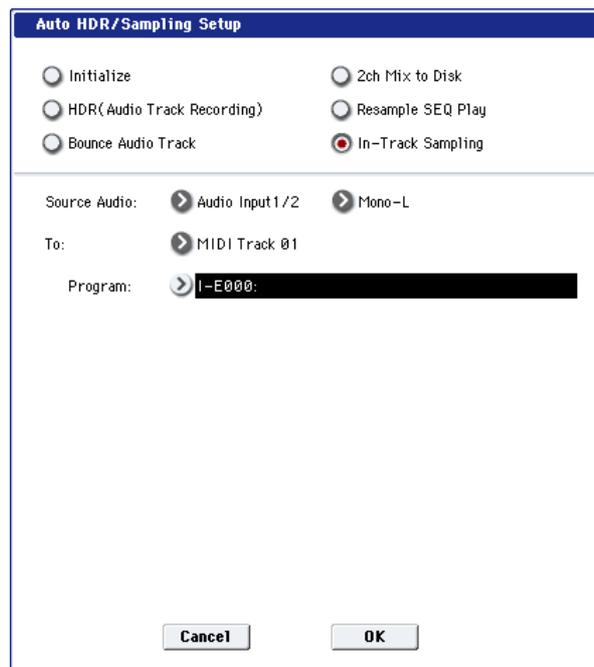 Auto HDR/Sampling Setup
Initialize
2ch Mix to Disk
HDR(Audio Track Recording)
Resample SEQ Play
Bounce Audio Track
In-Track Sampling
Source Audio: Audio Input1/2 Mono-L
To: MIDI Track 01
Program: I-E000:
Cancel OK